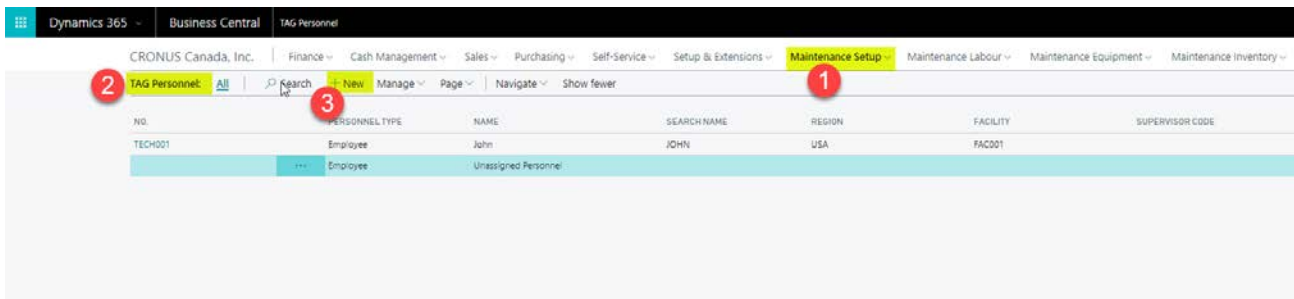 Dynamics 365 Business Central TAG Personnel
CRONUS Canada, Inc. Finance Cash Management Sales Purchasing Self-Service Setup & Extensions Maintenance Setup Maintenance Labour Maintenance Equipment Maintenance Inventory
2 TAG Personnel: All Search + New Manage Page Navigate Show fewer 1
3
NO. PERSONNEL TYPE NAME SEARCH NAME REGION FACILITY SUPERVISOR CODE
TECH001 Employee John JOHN USA FAC001
... Employee Unassigned Personnel